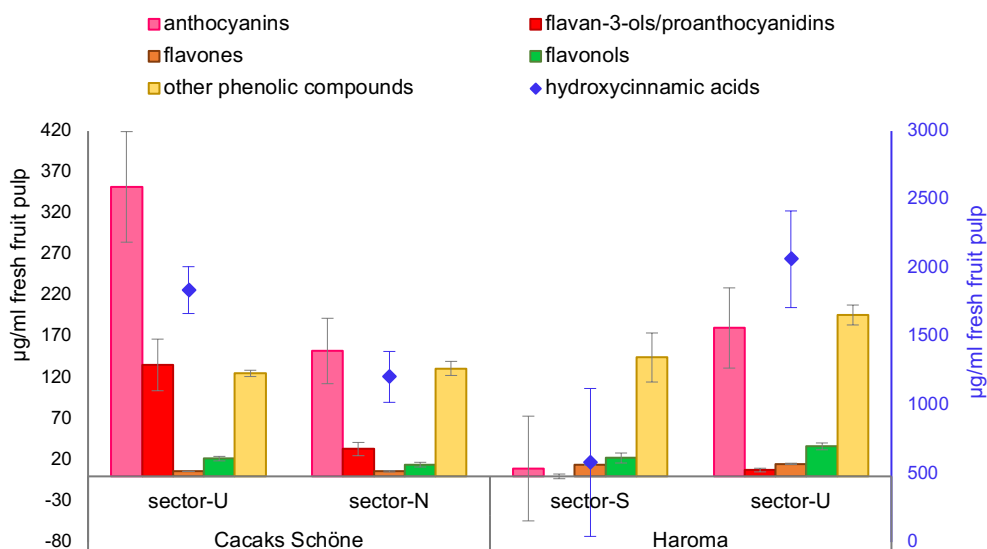 anthocyanins
flavan-3-ols/proanthocyanidins
flavones
flavonols
other phenolic compounds
hydroxycinnamic acids
µg/ml fresh fruit pulp
420
370
320
270
220
170
120
70
20
-30
-80
3000
2500
2000
1500
1000
500
0
µg/ml fresh fruit pulp
sector-U
sector-N
sector-S
sector-U
Cacaks Schöne
Haroma